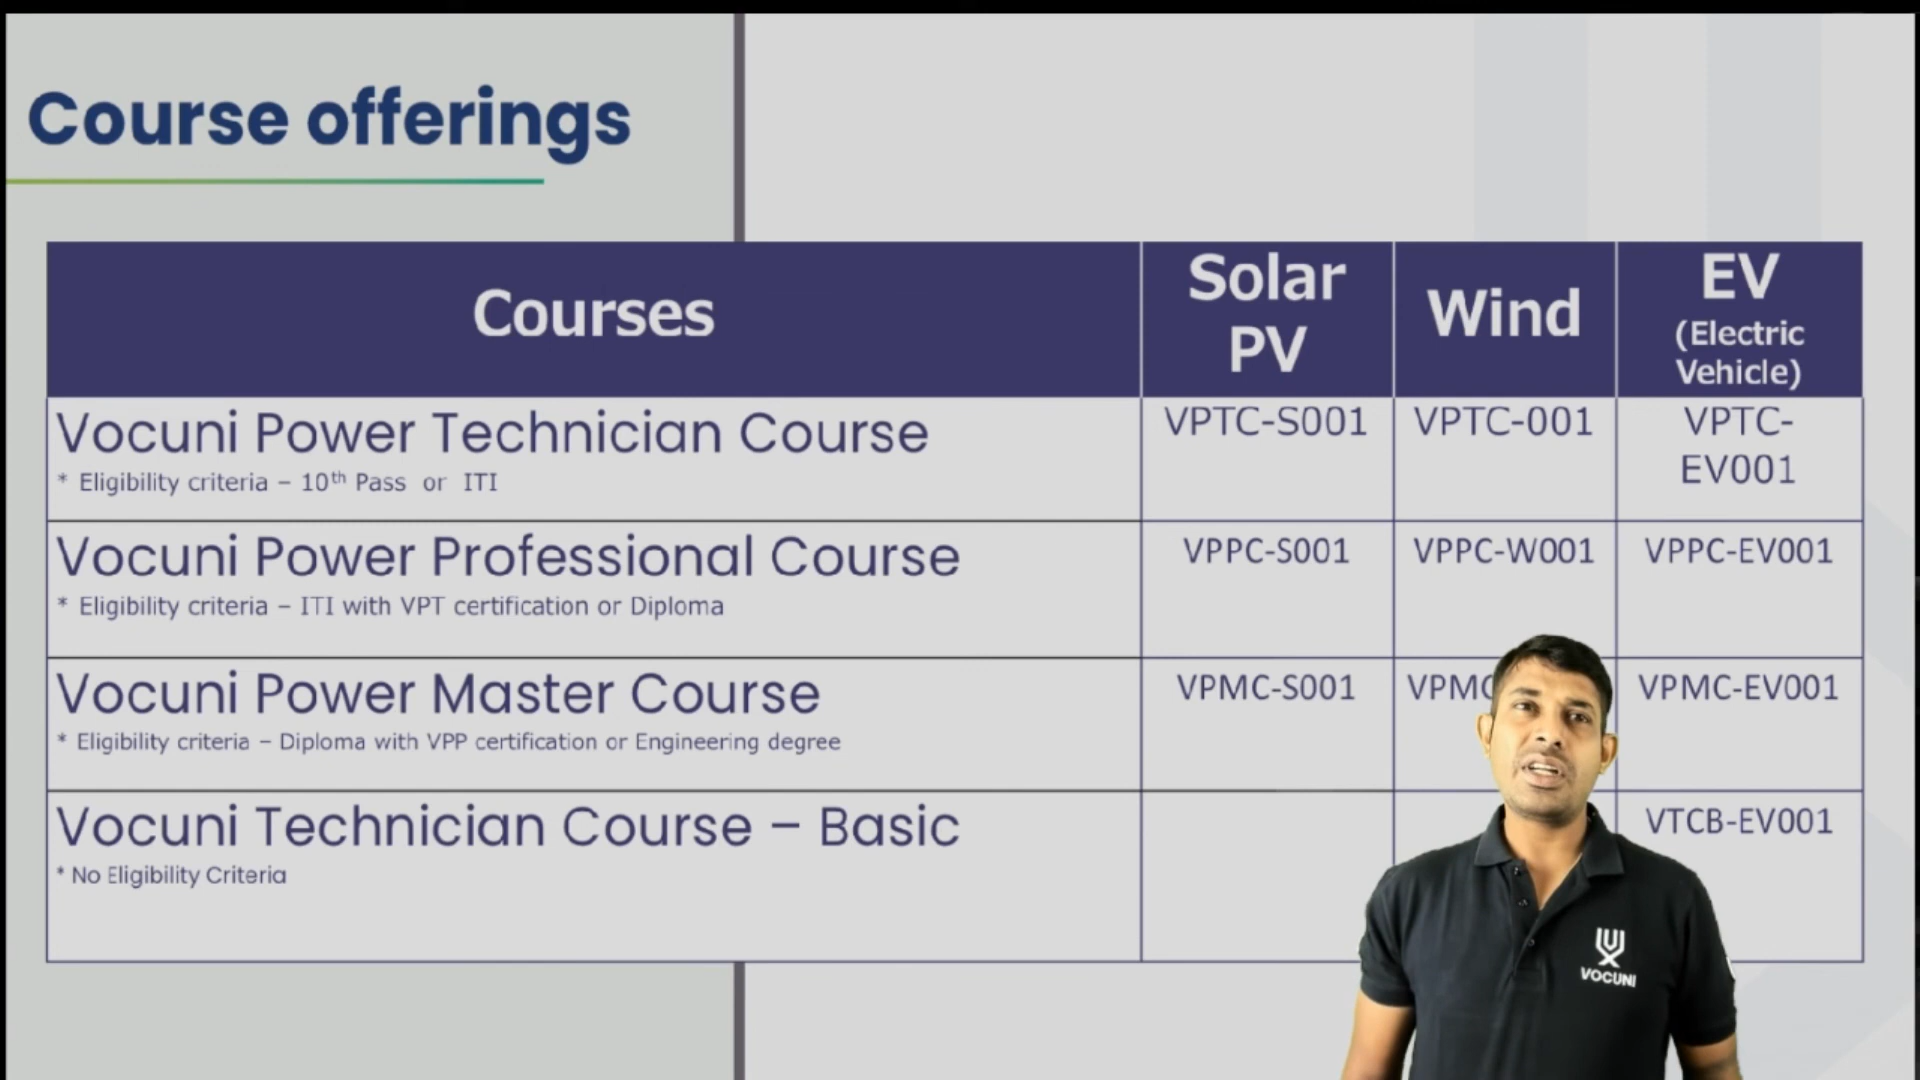 Course offerings
Courses
Solar
PV
Wind
EV
(Electric
Vehicle)
Vocuni Power Technician Course
* Eligibility criteria – 10th Pass or ITI
VPTC-S001
VPTC-001
VPTC-
EV001
Vocuni Power Professional Course
* Eligibility criteria – ITI with VPT certification or Diploma
VPPC-S001
VPPC-W001
VPPC-EV001
Vocuni Power Master Course
* Eligibility criteria – Diploma with VPP certification or Engineering degree
VPMC-S001
VPMC-EV001
Vocuni Technician Course – Basic
* No Eligibility Criteria
VTCB-EV001
VOCUNI